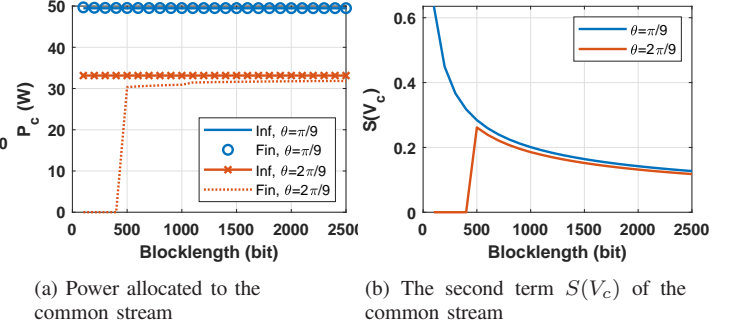 50
40
30
20
10
0
P_c (W)
0
Inf, θ=π/9
Fin, θ=π/9
Inf, θ=2π/9
Fin, θ=2π/9
0 500 1000 1500 2000 2500
Blocklength (bit)
0.6
0.4
0.2
0
S(V_c)
θ=π/9
θ=2π/9
0 500 1000 1500 2000 2500
Blocklength (bit)
(a) Power allocated to the
common stream
(b) The second term S(V_c) of the
common stream